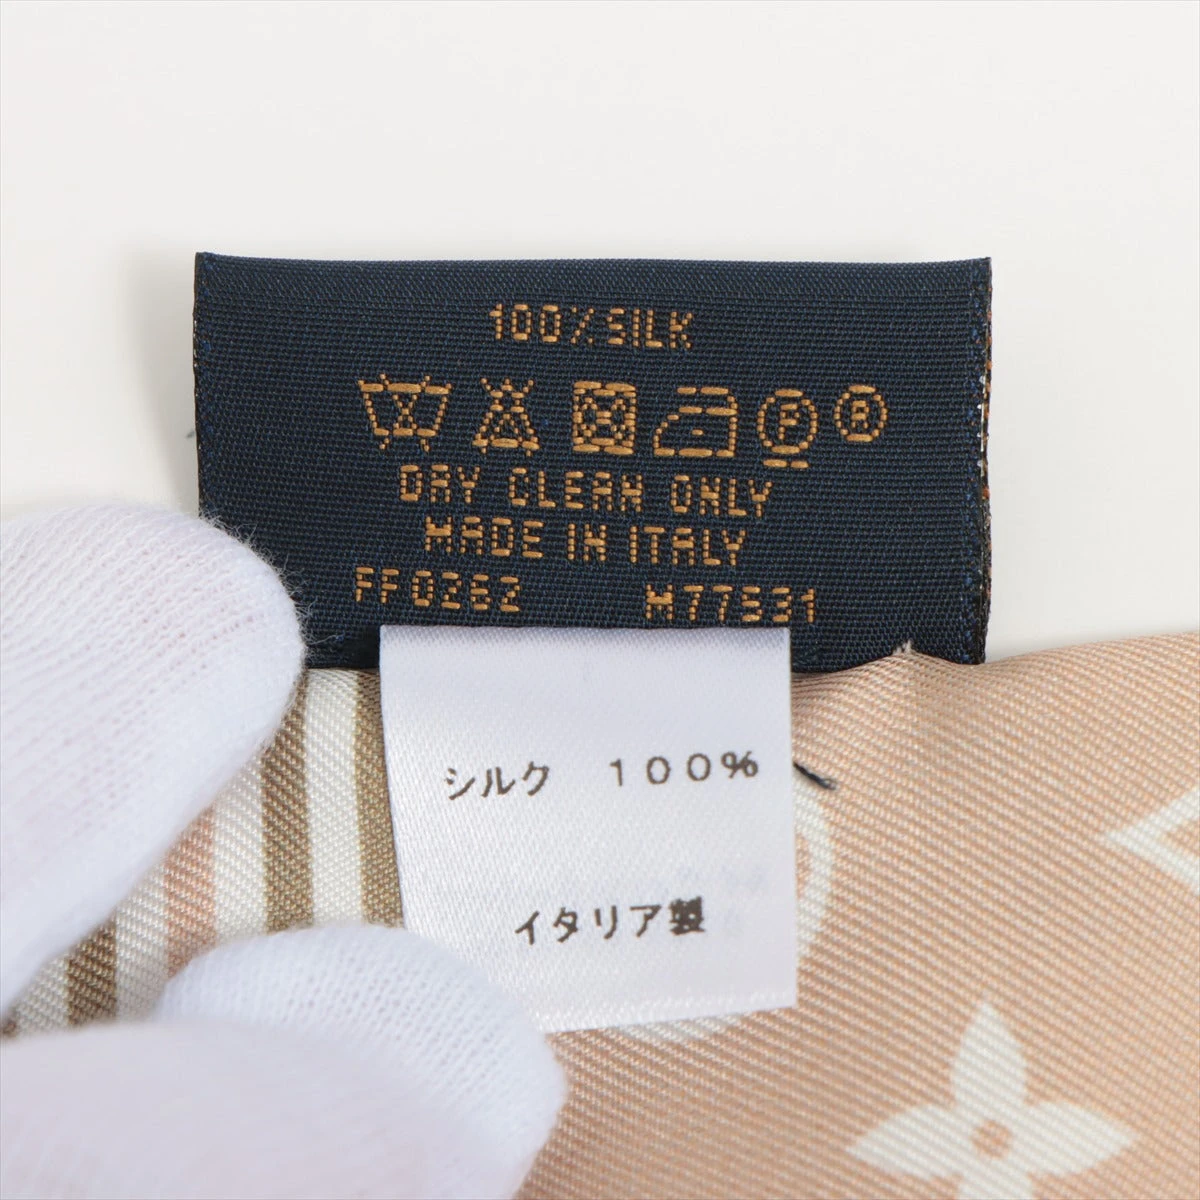 100% SILK
P R
DRY CLEAN ONLY
MADE IN ITALY
FF0262 M77531
シルク 100%
イタリア製